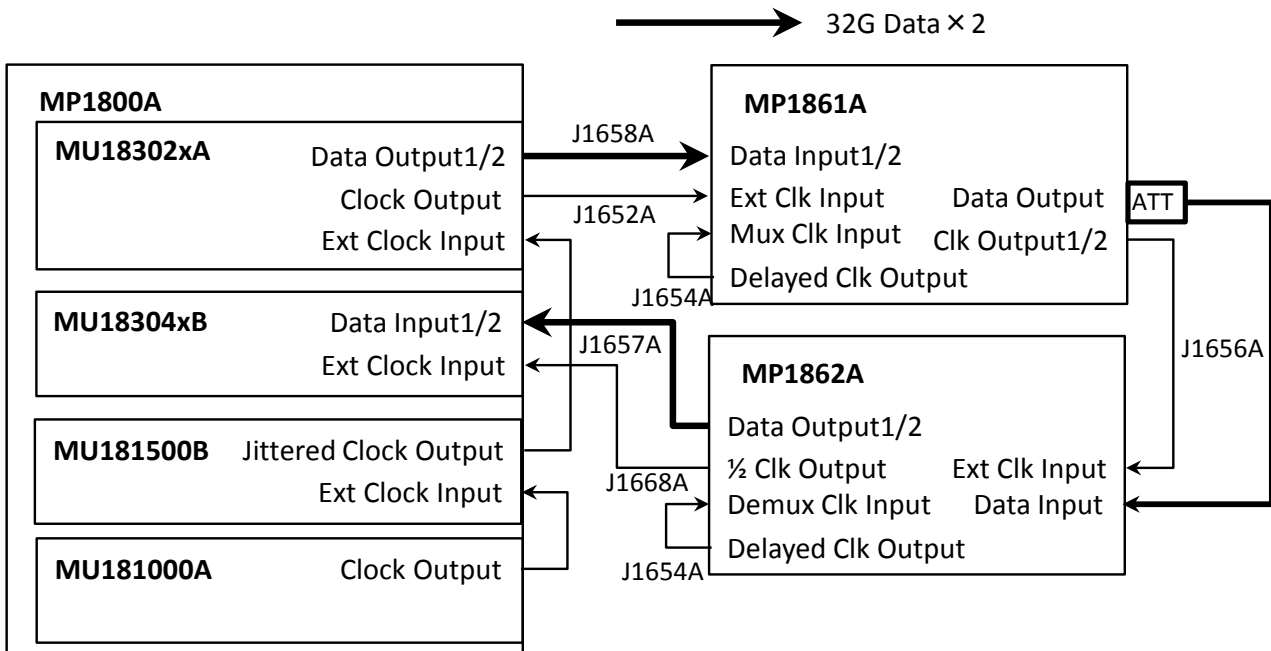 32G Data × 2
MP1800A
MU18302xA
Data Output1/2
Clock Output
Ext Clock Input
MU18304xB
Data Input1/2
Ext Clock Input
MU181500B
Jittered Clock Output
Ext Clock Input
MU181000A
Clock Output
J1658A
J1652A
J1654A
J1657A
J1668A
J1654A
MP1861A
Data Input1/2
Ext Clk Input
Data Output
ATT
Mux Clk Input
Clk Output1/2
Delayed Clk Output
J1656A
MP1862A
Data Output1/2
½ Clk Output
Ext Clk Input
Demux Clk Input
Data Input
Delayed Clk Output